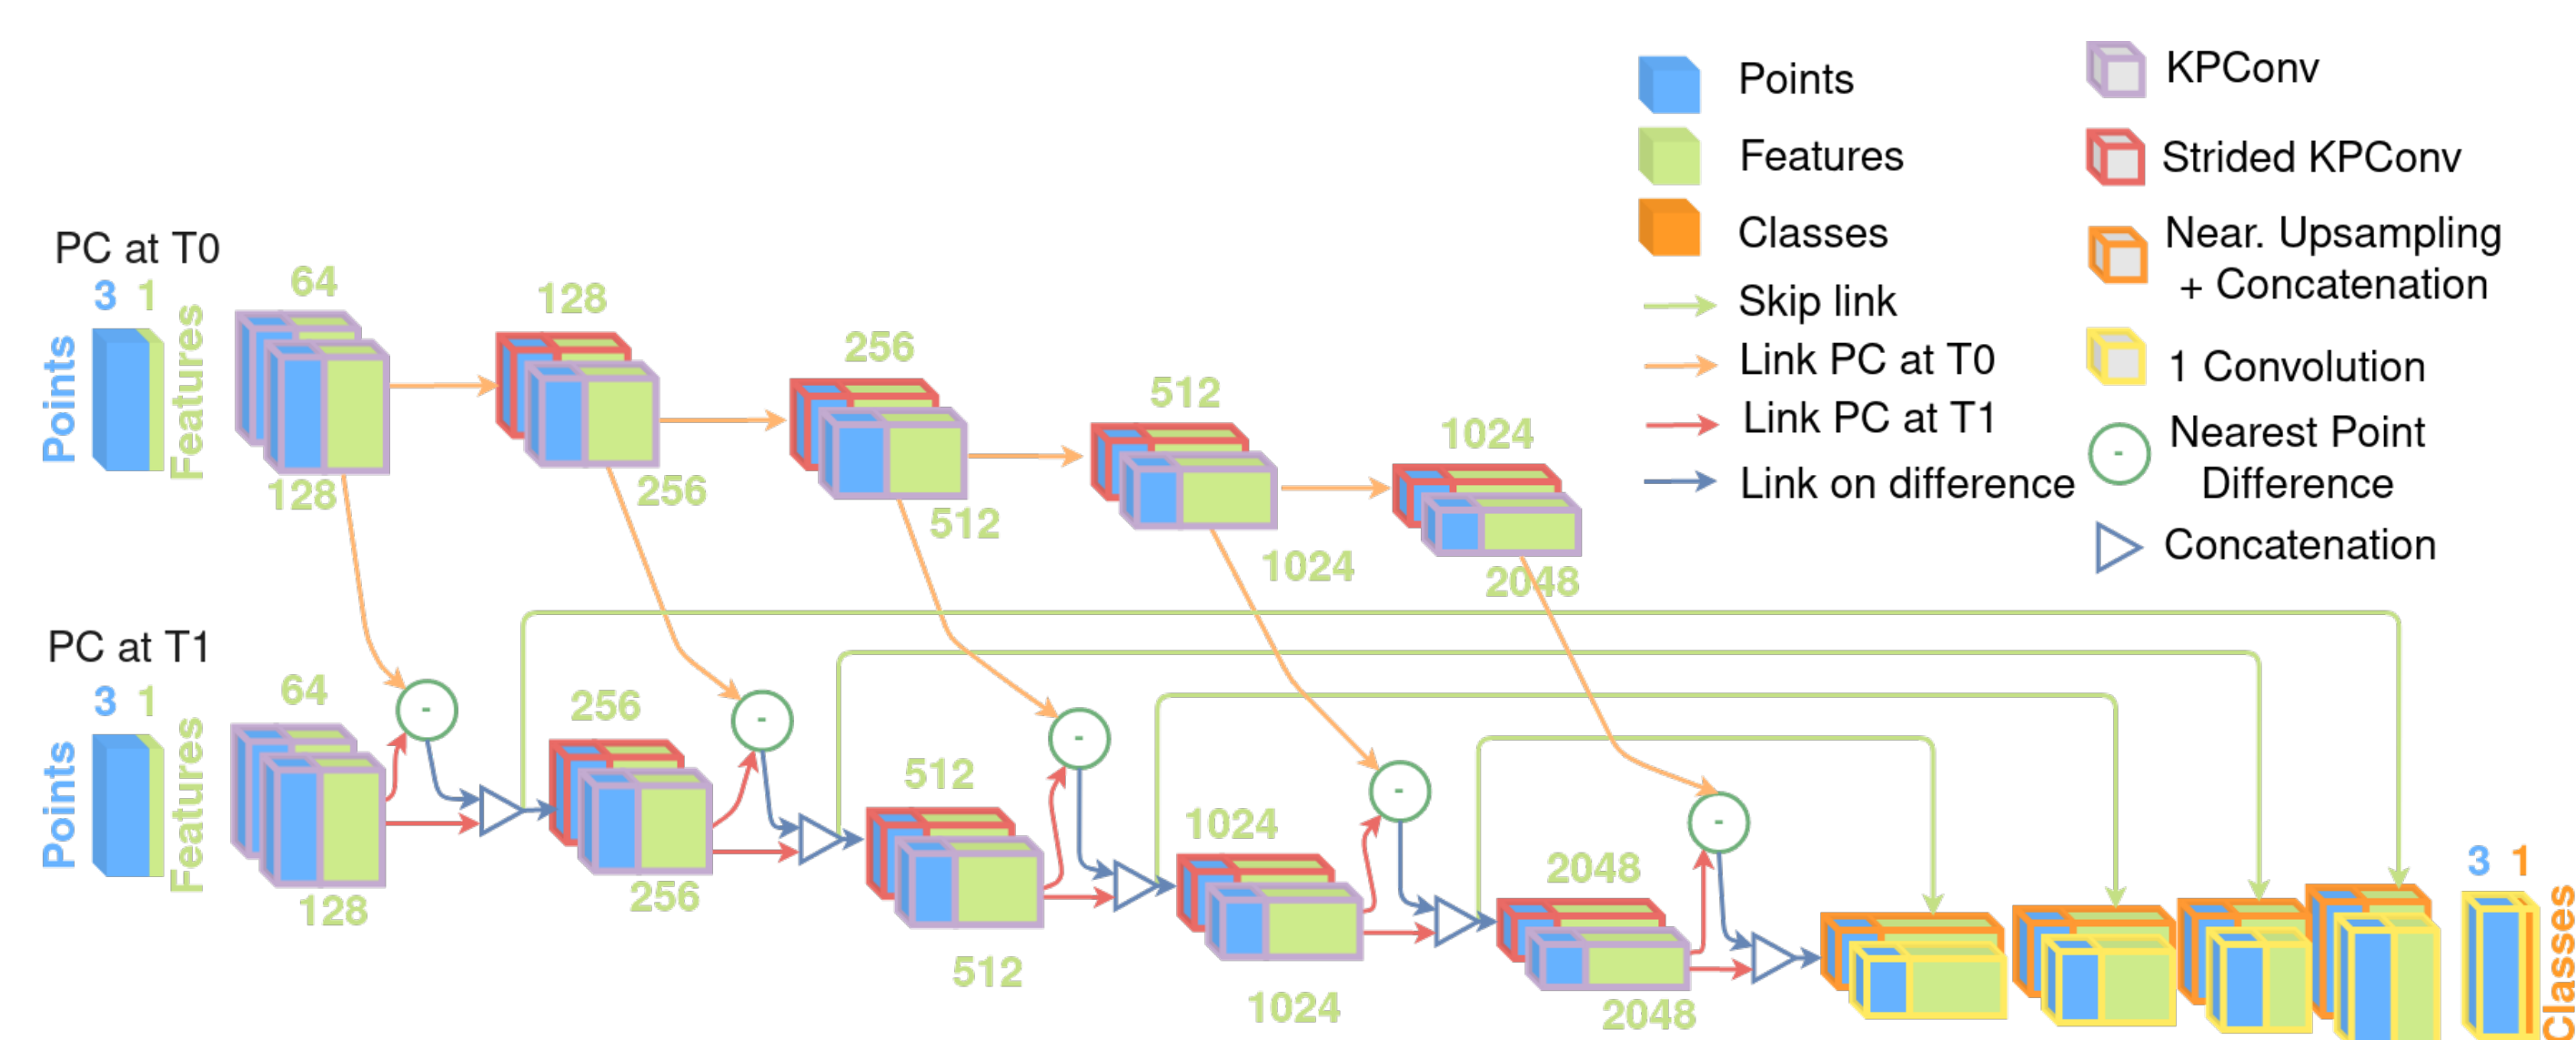 Points
Features
Classes
Skip link
Link PC at T0
Link PC at T1
Link on difference
KPConv
Strided KPConv
Near. Upsampling
+ Concatenation
1 Convolution
-
Nearest Point
Difference
Concatenation
PC at T0
3 1
Points
Features
64
128
128
256
256
512
512
1024
1024
2048
PC at T1
3 1
Points
Features
64
128
-
256
256
-
512
512
-
1024
1024
-
2048
2048
-
3 1
Classes